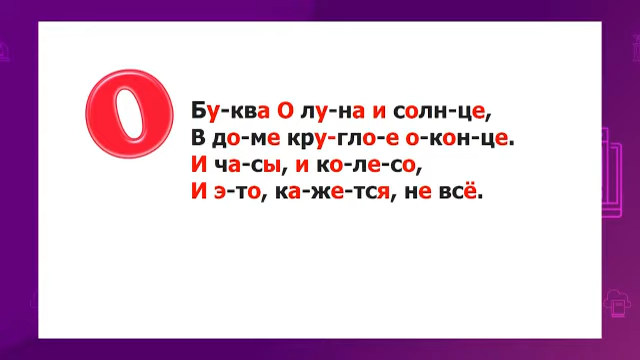 О
Бу-ква О лу-на и солн-це,
В до-ме кру-гло-е о-кон-це.
И ча-сы, и ко-ле-со,
И э-то, ка-же-тся, не всё.